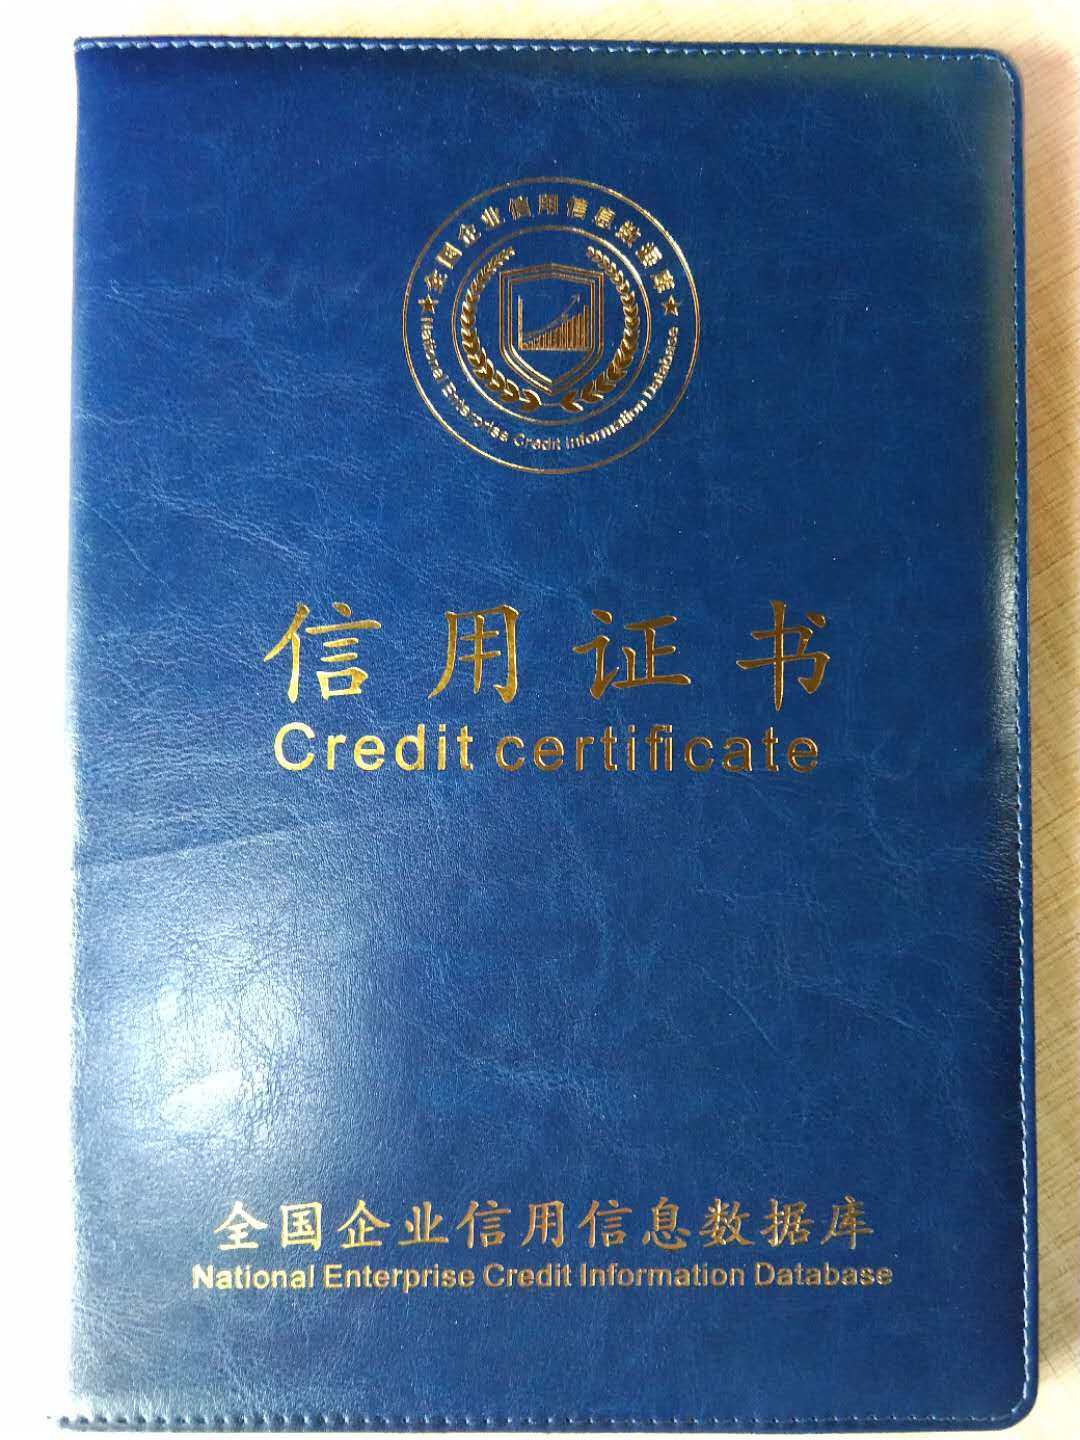 ★全国企业信用信息数据库★
National Enterprise Credit Information Database
信用证书
Credit certificate
全国企业信用信息数据库
National Enterprise Credit Information Database